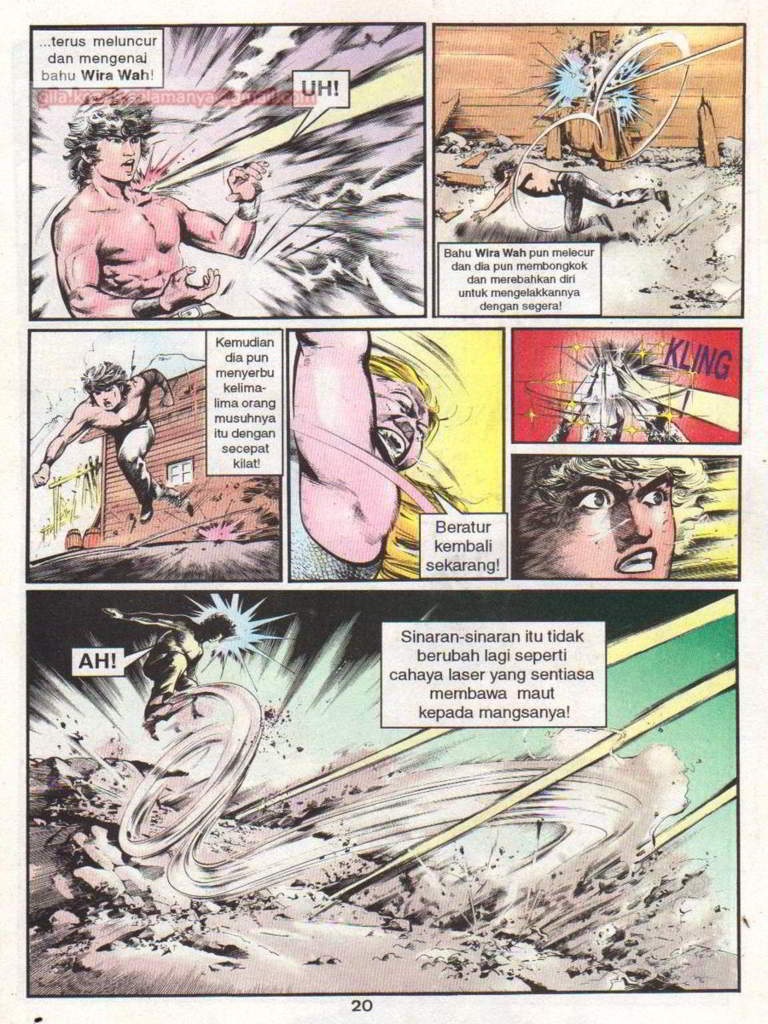 ...terus meluncur
dan mengenai
bahu Wira Wah!
UH!
Bahu Wira Wah pun melecur
dan dia pun membongkok
dan merebahkan diri
untuk mengelakkannya
dengan segera!
Kemudian
dia pun
menyerbu
kelima-
lima orang
musuhnya
itu dengan
secepat
kilat!
Beratur
kembali
sekarang!
KLING
AH!
Sinaran-sinaran itu tidak
berubah lagi seperti
cahaya laser yang sentiasa
membawa maut
kepada mangsanya!
20